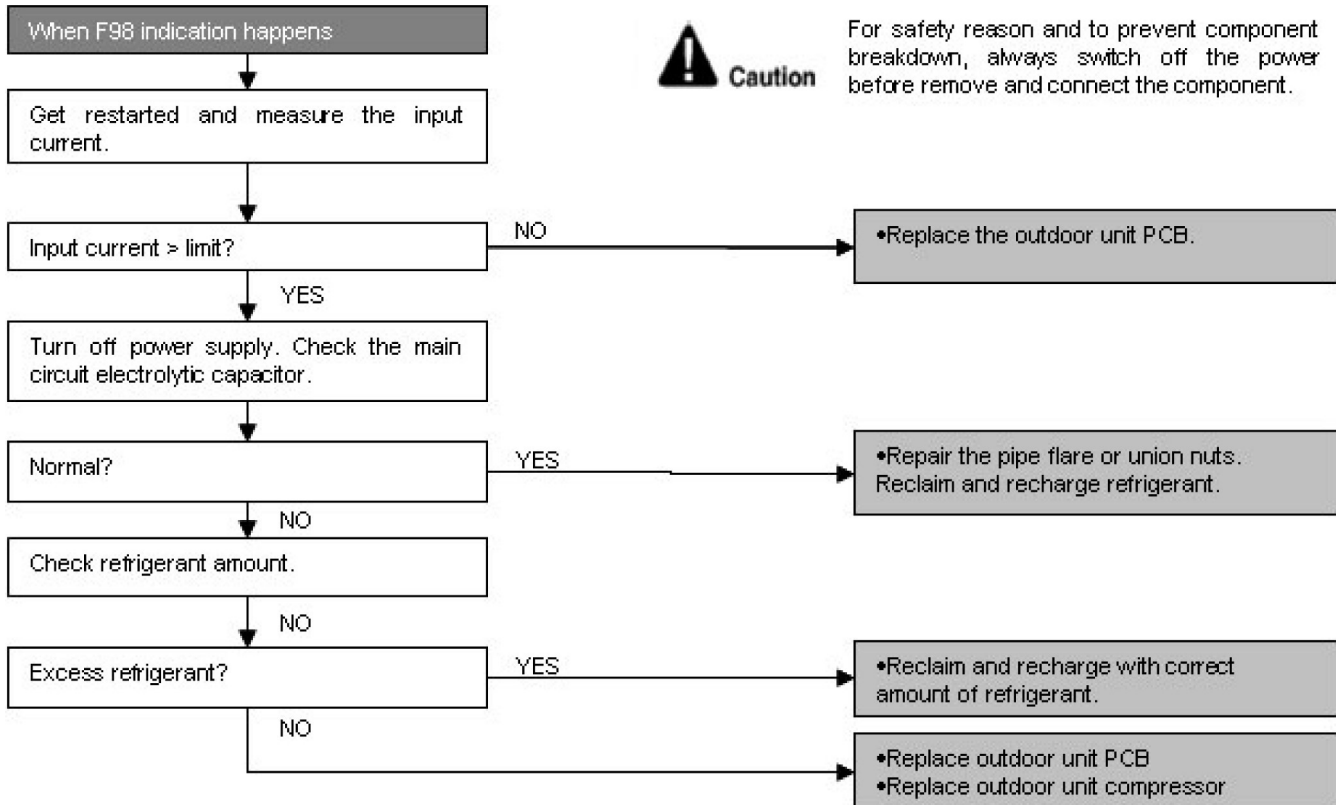 When F98 indication happens
Caution
For safety reason and to prevent component
breakdown, always switch off the power
before remove and connect the component.
Get restarted and measure the input
current.
Input current > limit?
NO
•Replace the outdoor unit PCB.
YES
Turn off power supply. Check the main
circuit electrolytic capacitor.
Normal?
YES
•Repair the pipe flare or union nuts.
Reclaim and recharge refrigerant.
NO
Check refrigerant amount.
NO
Excess refrigerant?
YES
•Reclaim and recharge with correct
amount of refrigerant.
NO
•Replace outdoor unit PCB
•Replace outdoor unit compressor